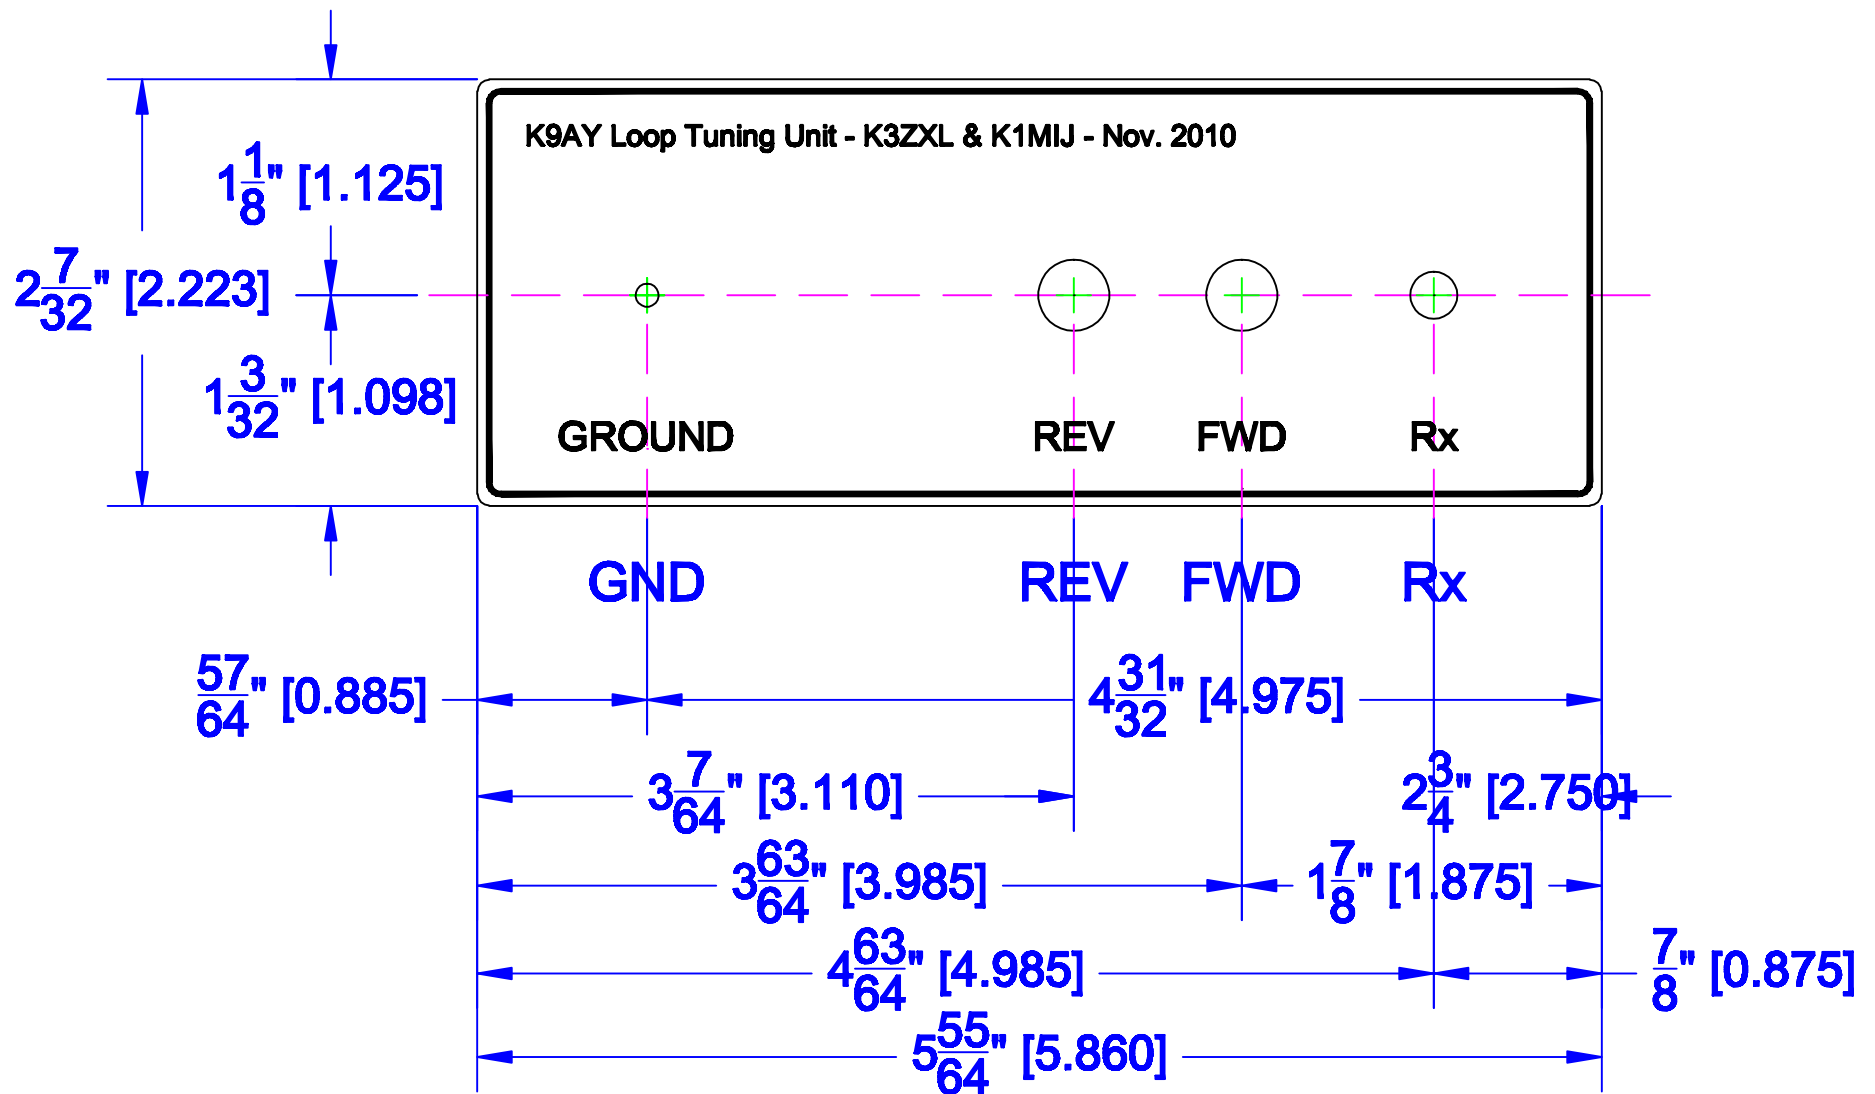 K9AY Loop Tuning Unit - K3ZXL & K1MIJ - Nov. 2010
1 1/8" [1.125]
2 7/32" [2.223]
1 3/32" [1.098]
GROUND REV FWD Rx
GND REV FWD Rx
57/64" [0.885] 4 31/32" [4.975]
3 7/64" [3.110] 2 3/4" [2.750]
3 63/64" [3.985] 1 7/8" [1.875]
4 63/64" [4.985] 7/8" [0.875]
5 55/64" [5.860]